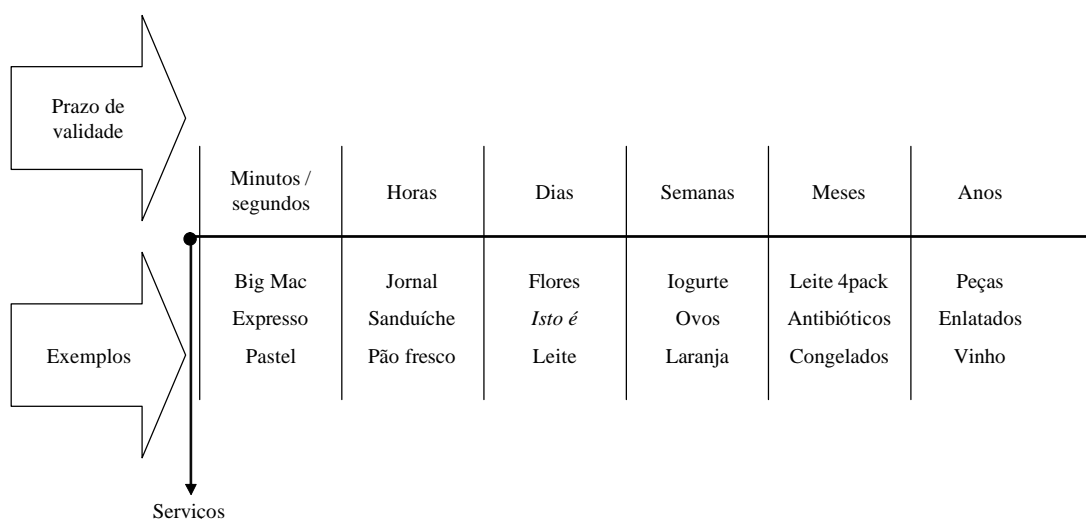 Prazo de
validade
Minutos /
segundos
Horas
Dias
Semanas
Meses
Anos
Exemplos
Big Mac
Expresso
Pastel
Jornal
Sanduíche
Pão fresco
Flores
Isto é
Leite
Iogurte
Ovos
Laranja
Leite 4pack
Antibióticos
Congelados
Peças
Enlatados
Vinho
Servicos